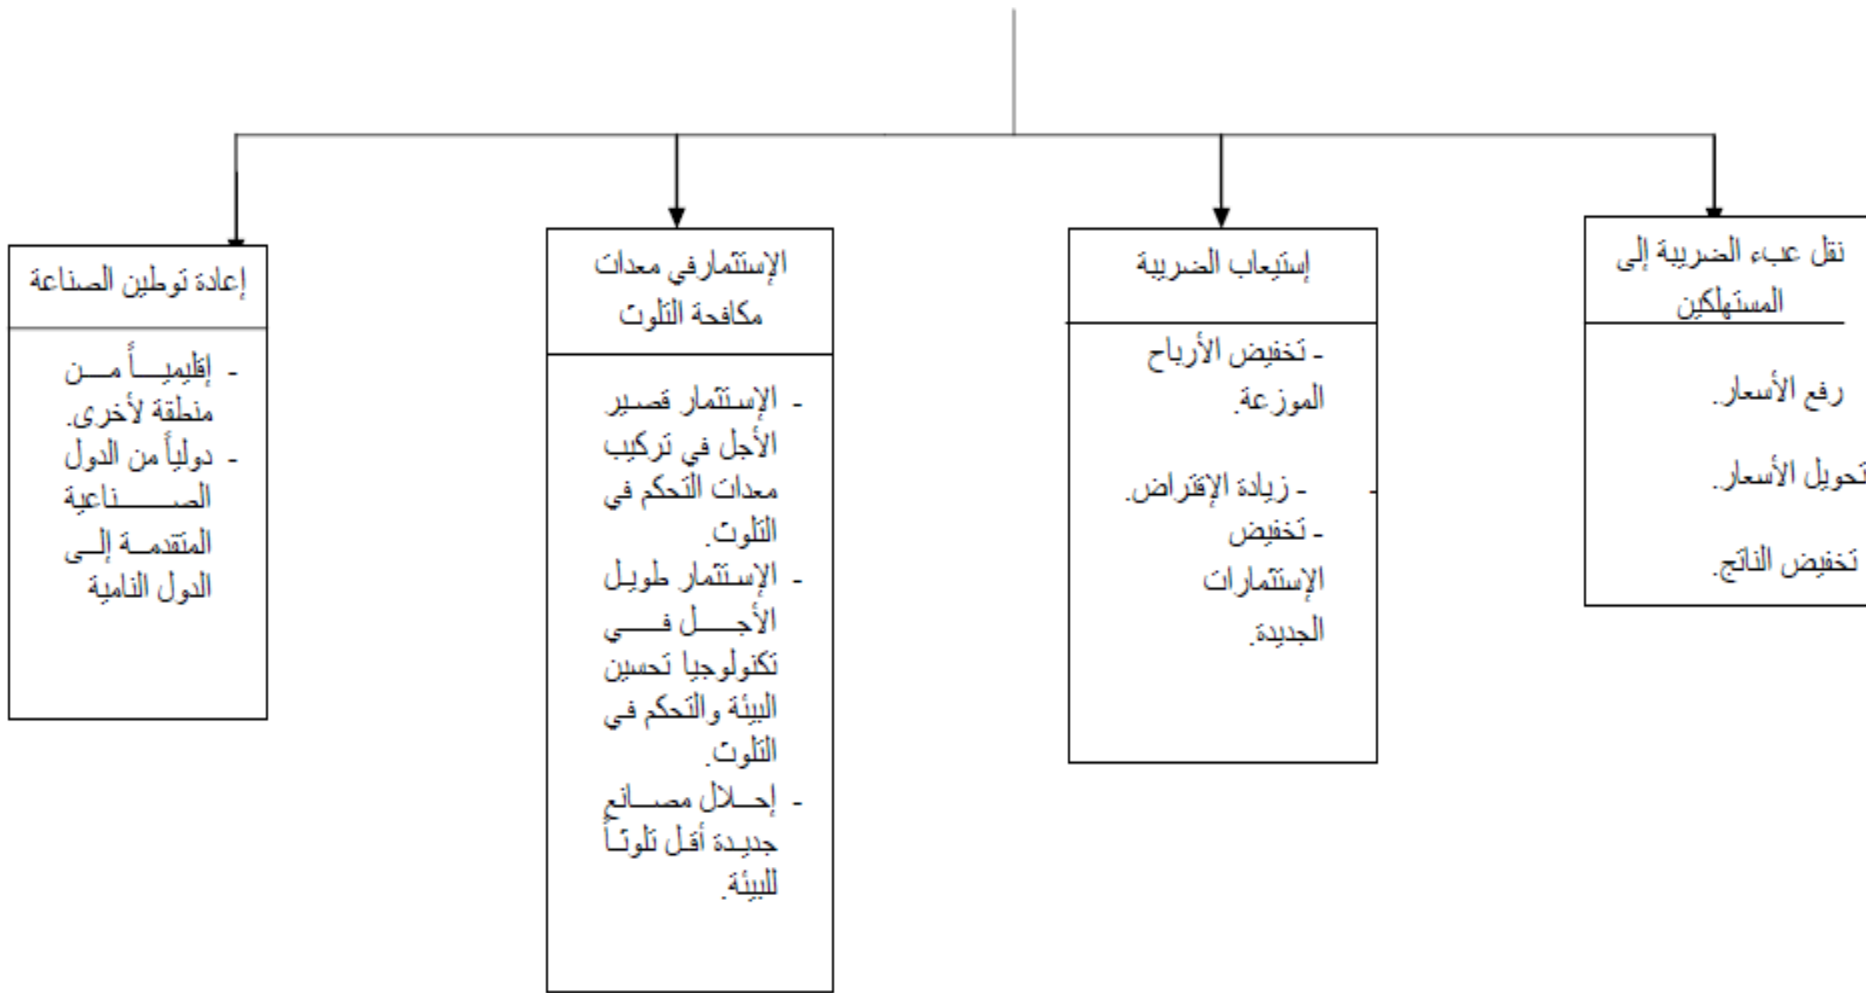 نقل عبء الضريبة إلى
المستهلكين
رفع الأسعار.
تحويل الأسعار.
تخفيض الناتج.
إستيعاب الضريبة
- تخفيض الأرباح
الموزعة.
- - زيادة الإقتراض.
- تخفيض
الإستثمارات
الجديدة.
الإستثمارفي معدات
مكافحة التلوث
- الإستثمار قصير
الأجل في تركيب
معدات التحكم في
التلوث.
- الإستثمار طويل
الأجل في
تكنولوجيا تحسين
البيئة والتحكم في
التلوث.
- إحلال مصانع
جديدة أقل تلوثاً
للبيئة.
إعادة توطين الصناعة
- إقليمياً من
منطقة لأخرى.
- دولياً من الدول
الصناعية
المتقدمة إلى
الدول النامية